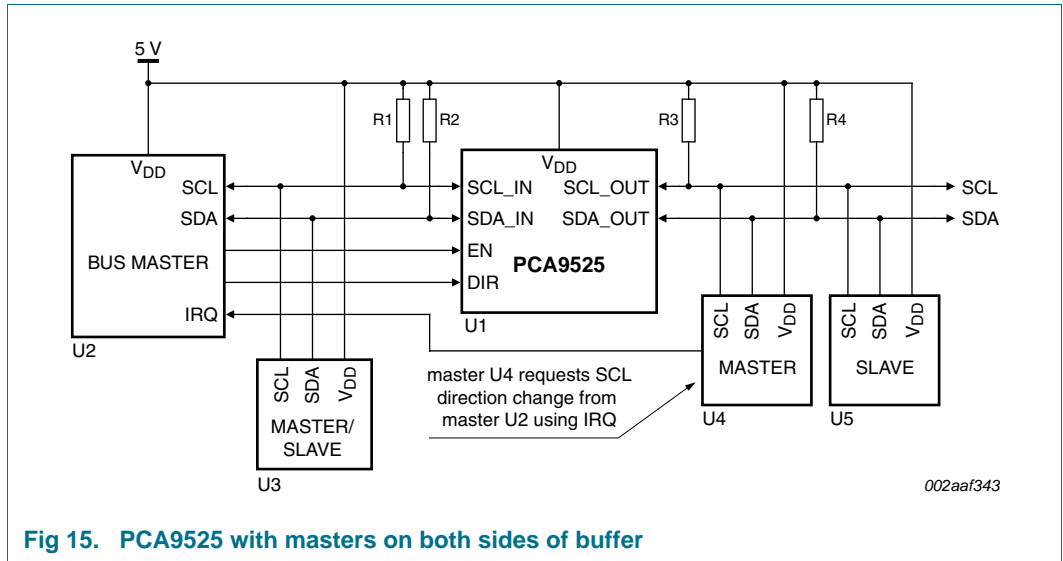 5 V
R1
R2
R3
R4
VDD
SCL
SDA
BUS MASTER
IRQ
U2
VDD
SCL_IN
SCL_OUT
SDA_IN
SDA_OUT
EN
PCA9525
DIR
U1
SCL
SDA
SCL
SDA
VDD
MASTER/
SLAVE
U3
master U4 requests SCL
direction change from
master U2 using IRQ
SCL
SDA
VDD
MASTER
U4
SCL
SDA
VDD
SLAVE
U5
002aaf343
Fig 15. PCA9525 with masters on both sides of buffer